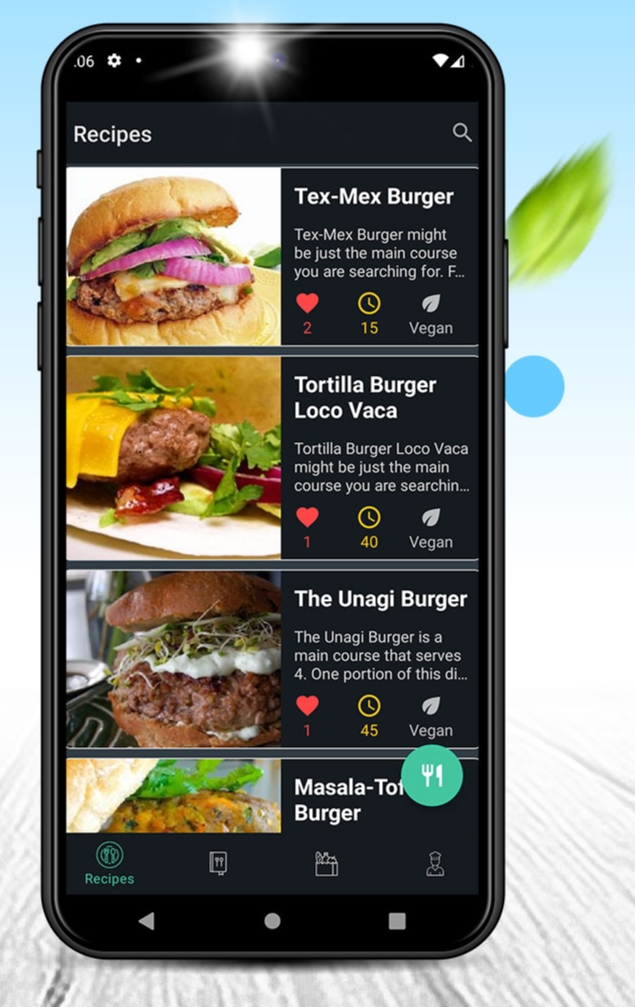 .06
Recipes
Tex-Mex Burger
Tex-Mex Burger might
be just the main course
you are searching for. F...
2
15
Vegan
Tortilla Burger
Loco Vaca
Tortilla Burger Loco Vaca
might be just the main
course you are searchin...
1
40
Vegan
The Unagi Burger
The Unagi Burger is a
main course that serves
4. One portion of this di...
1
45
Vegan
Masala-Tof
Burger
Recipes